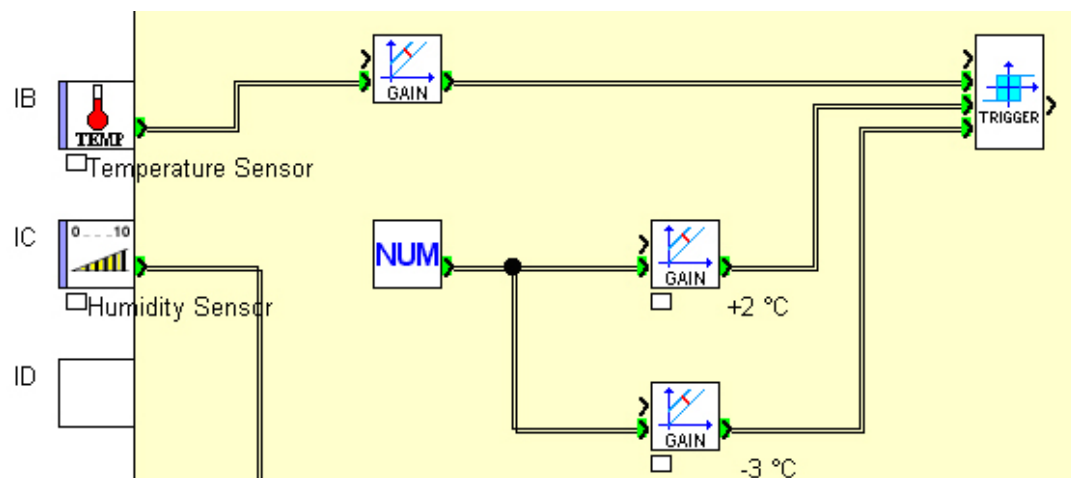 GAIN
TRIGGER
IB
TEMP
Temperature Sensor
IC
0....10
NUM
GAIN
Humidity Sensor
+2 °C
ID
GAIN
-3 °C